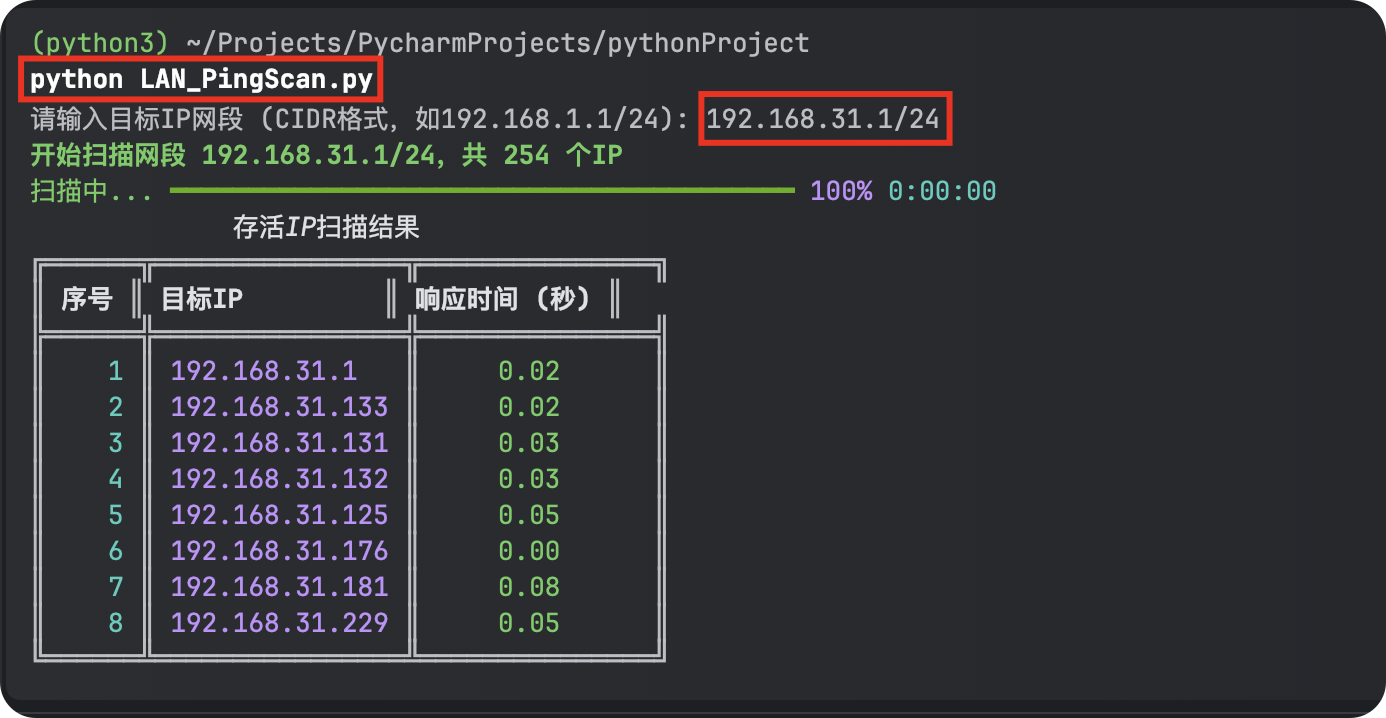 (python3) ~/Projects/PycharmProjects/pythonProject
python LAN_PingScan.py
请输入目标IP网段 (CIDR格式，如192.168.1.1/24): 192.168.31.1/24
开始扫描网段 192.168.31.1/24，共 254 个IP
扫描中... 100% 0:00:00
存活IP扫描结果
序号 目标IP 响应时间 (秒)
1 192.168.31.1 0.02
2 192.168.31.133 0.02
3 192.168.31.131 0.03
4 192.168.31.132 0.03
5 192.168.31.125 0.05
6 192.168.31.176 0.00
7 192.168.31.181 0.08
8 192.168.31.229 0.05